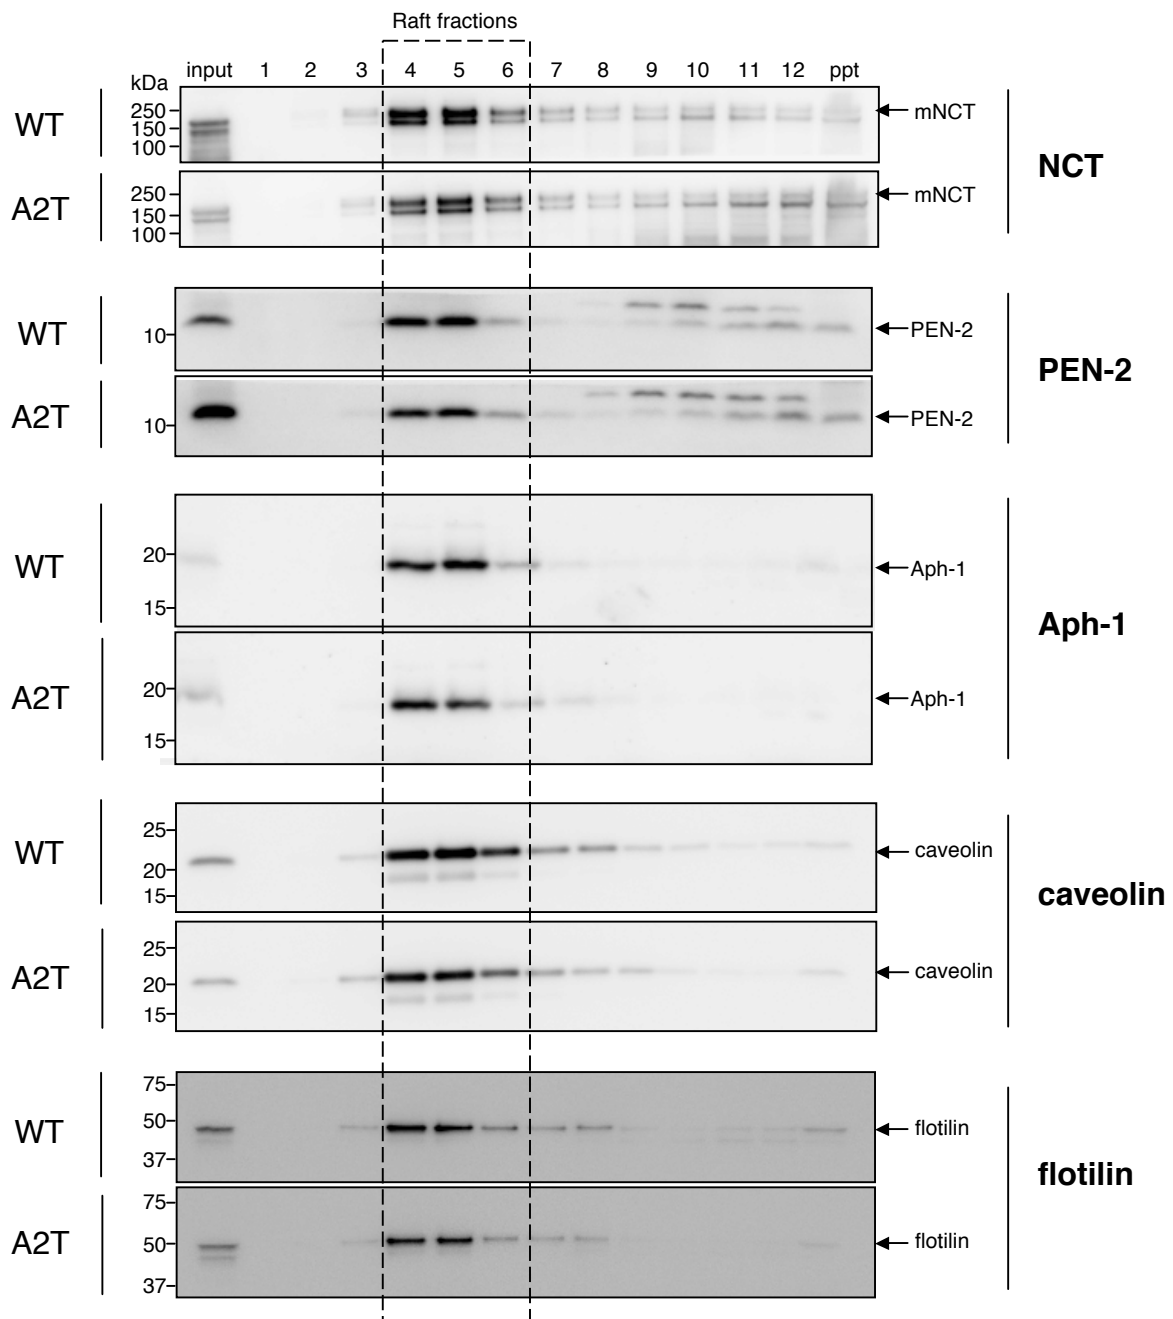 Raft fractions
input 1 2 3 4 5 6 7 8 9 10 11 12 ppt
kDa
WT 250 150 100 mNCT
NCT
A2T 250 150 100 mNCT
WT 10 PEN-2
PEN-2
A2T 10 PEN-2
WT 20 15 Aph-1
Aph-1
A2T 20 15 Aph-1
WT 25 20 15 caveolin
caveolin
A2T 25 20 15 caveolin
WT 75 50 37 flotilin
flotilin
A2T 75 50 37 flotilin